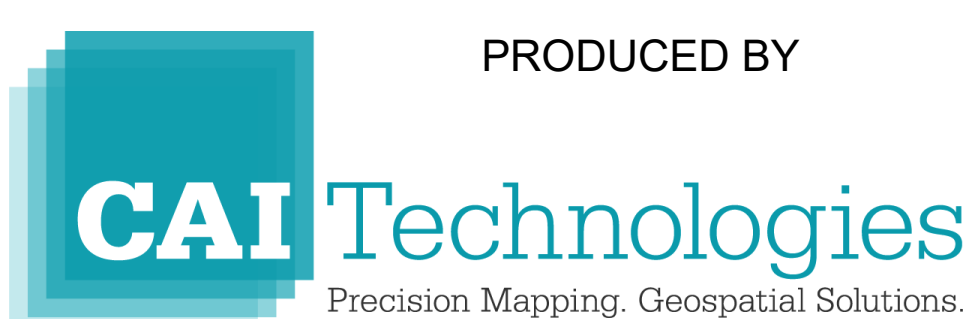 PRODUCED BY
CAI Technologies
Precision Mapping. Geospatial Solutions.